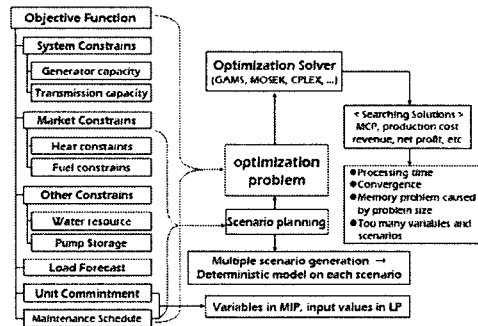 Objective Function
System Constrains
Generator capacity
Transmission capacity
Market Constrains
Heat constaints
Fuel constrains
Other Constrains
Water resource
Pump Storage
Load Forecast
Unit Commintment
Maintenance Schedule
Optimization Solver
(GAMS, MOSEK, CPLEX, ...)
optimization
problem
Scenario planning
Multiple scenario generation →
Deterministic model on each scenario
Variables in MIP, input values in LP
< Searching Solutions >
MCP, production cost
revenue, net profit, etc
●Processing time
●Convergence
●Memory problem caused
by problem size
●Too many variables and
scenarios